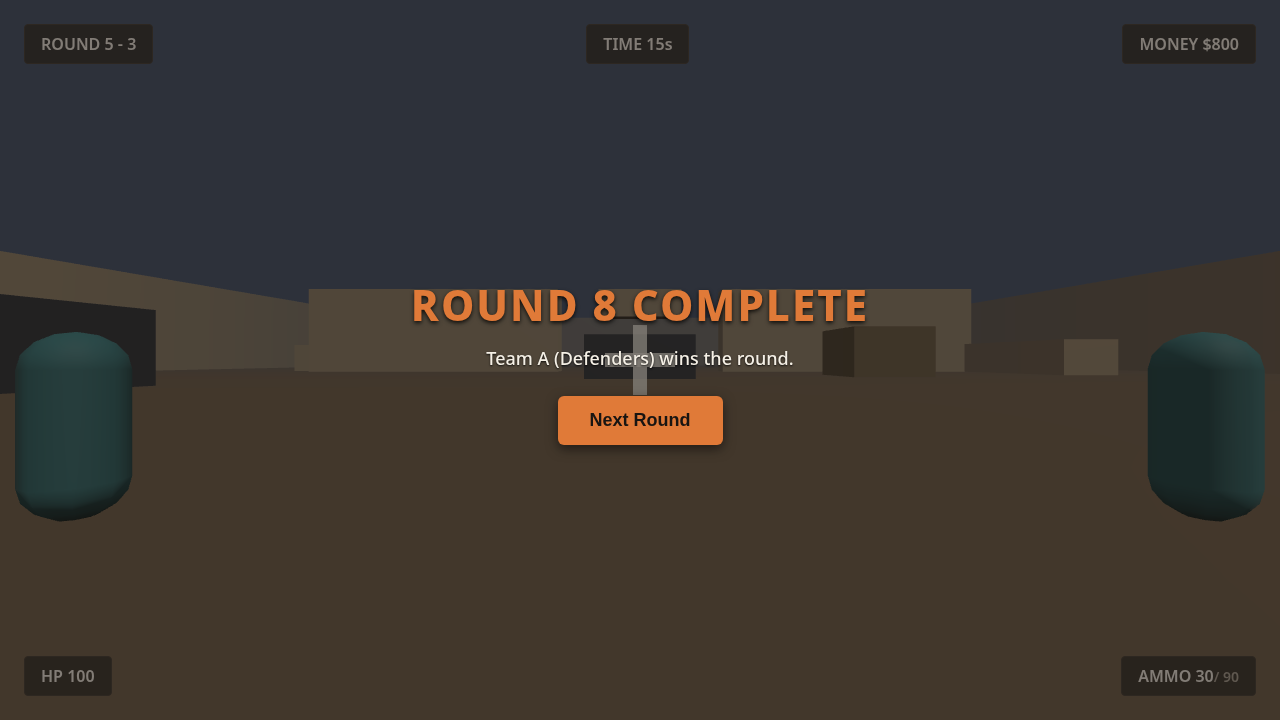 ROUND 5 - 3
TIME 15s
MONEY $800
ROUND 8 COMPLETE
Team A (Defenders) wins the round.
Next Round
HP 100
AMMO 30/ 90